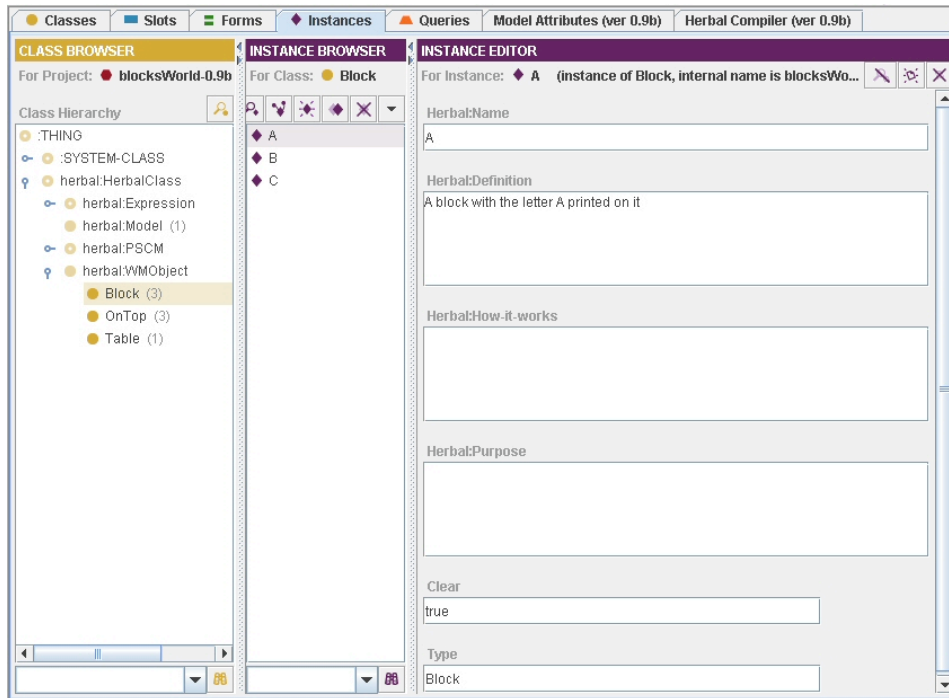 Classes Slots Forms Instances Queries Model Attributes (ver 0.9b) Herbal Compiler (ver 0.9b)
CLASS BROWSER
For Project: blocksWorld-0.9b
Class Hierarchy
:THING
:SYSTEM-CLASS
herbal:HerbalClass
herbal:Expression
herbal:Model (1)
herbal:PSCM
herbal:WMObject
Block (3)
OnTop (3)
Table (1)
INSTANCE BROWSER
For Class: Block
A
B
C
INSTANCE EDITOR
For Instance: A (instance of Block, internal name is blocksWo...
Herbal:Name
A
Herbal:Definition
A block with the letter A printed on it
Herbal:How-it-works
Herbal:Purpose
Clear
true
Type
Block